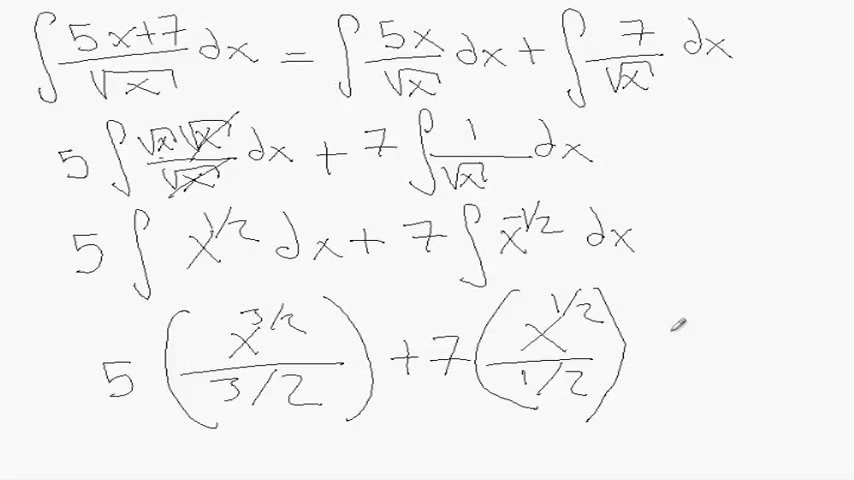 ∫ (5x+7)/√x dx = ∫ 5x/√x dx + ∫ 7/√x dx
5 ∫ (√x √x)/√x dx + 7 ∫ 1/√x dx
5 ∫ x^1/2 dx + 7 ∫ x^-1/2 dx
5 ( x^3/2 / 3/2 ) + 7 ( x^1/2 / 1/2 )